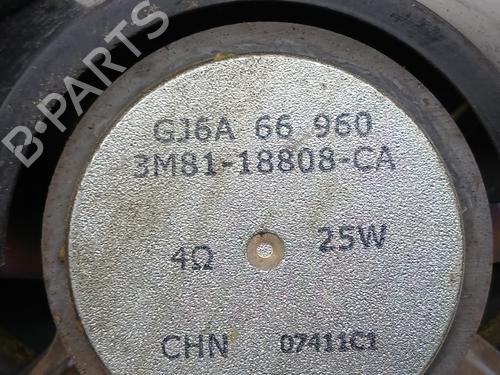 B-PARTS
GJ6A 66 960
3M81-18808-CA
4Ω 25W
CHN 07411C1